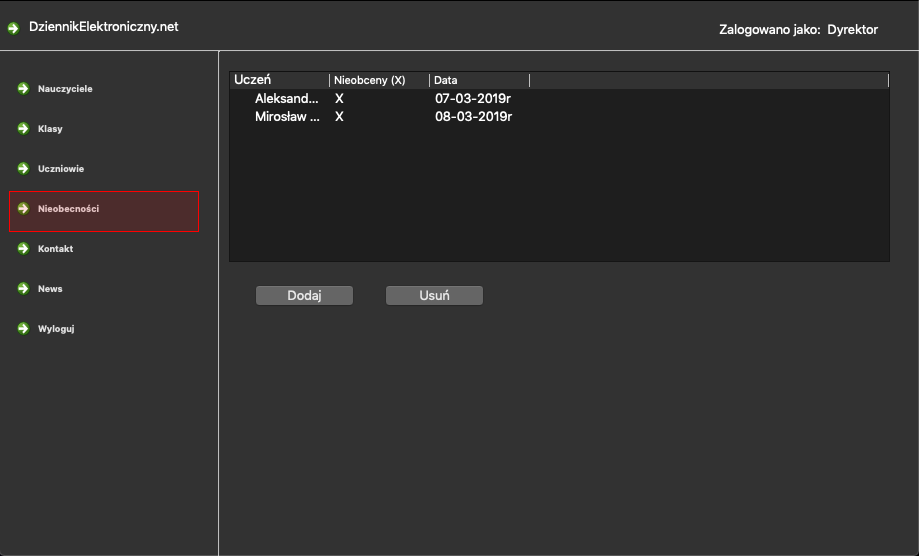 DziennikElektroniczny.net
Zalogowano jako: Dyrektor
Nauczyciele
Klasy
Uczniowie
Nieobecności
Kontakt
News
Wyloguj
Uczeń Nieobceny (X) Data
Aleksand... X 07-03-2019r
Mirosław ... X 08-03-2019r
Dodaj Usuń